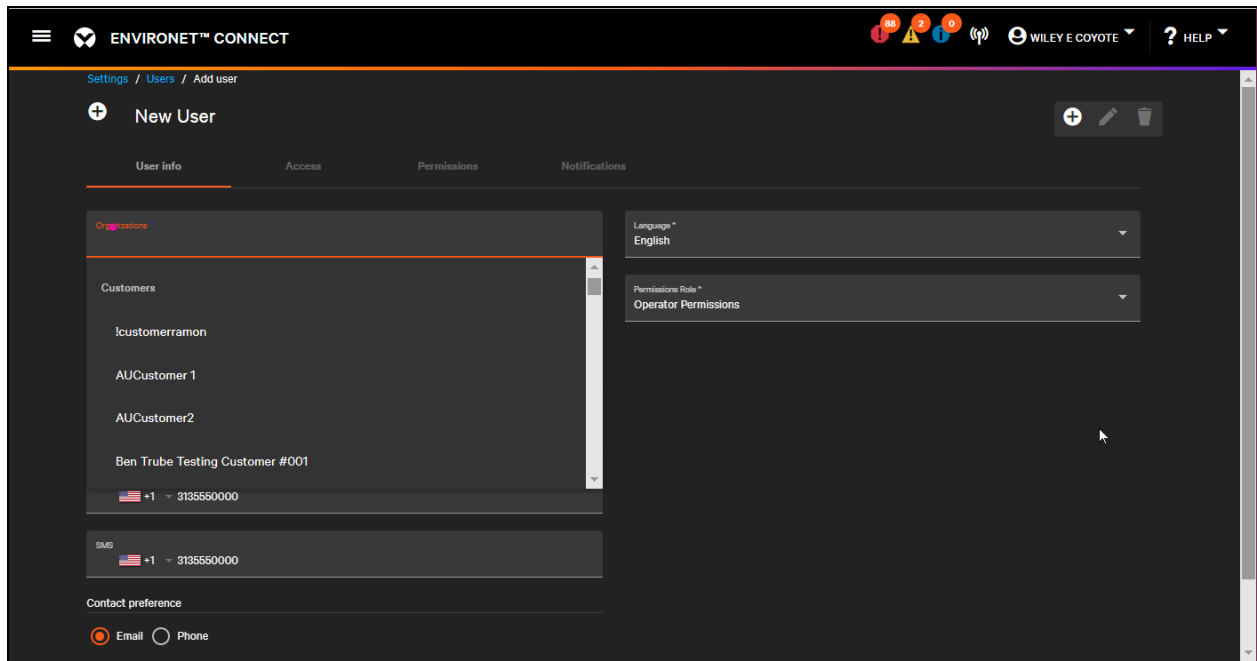 ENVIRONET™ CONNECT
88 2 0 WILEY E COYOTE ? HELP
Settings / Users / Add user
New User
User info Access Permissions Notifications
Organizations
Language *
English
Customers
Permissions Role *
Operator Permissions
!customerramon
AUCustomer 1
AUCustomer2
Ben Trube Testing Customer #001
+1 3135550000
SMS
+1 3135550000
Contact preference
Email Phone